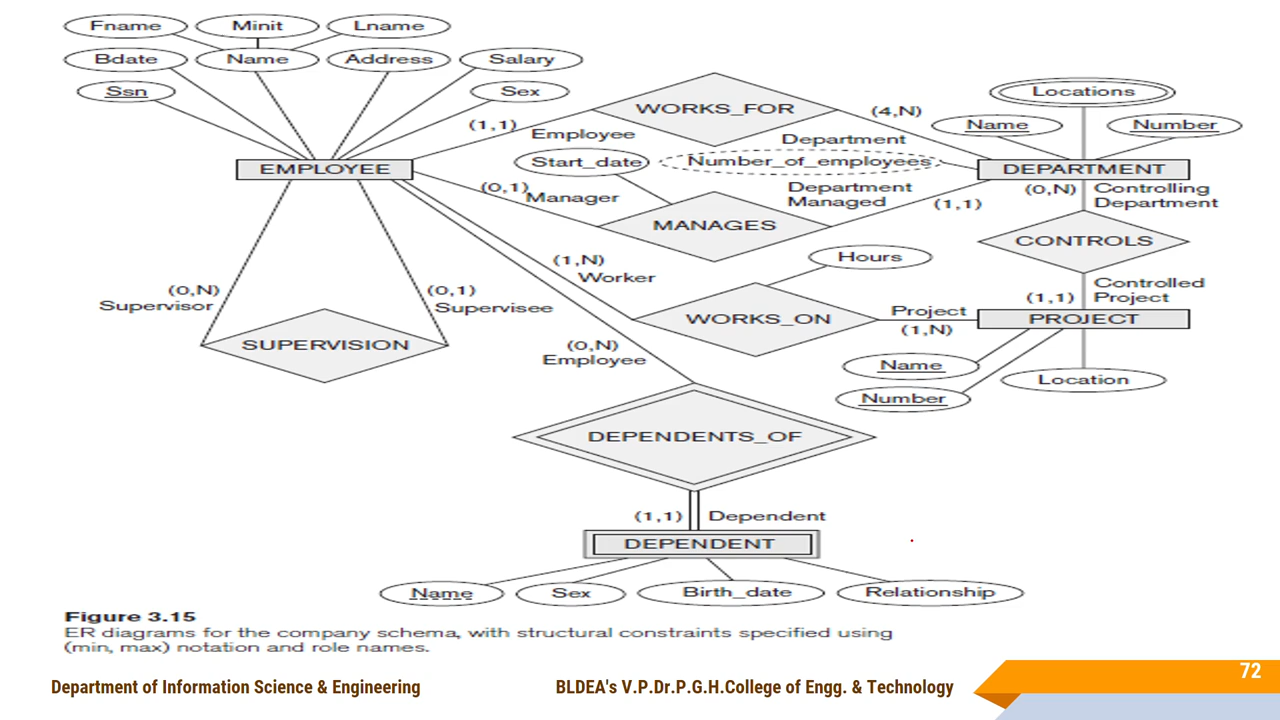 Fname Minit Lname
Bdate Name Address Salary
Ssn Sex
WORKS_FOR
Locations
(4,N)
Name Number
(1,1) Employee
Department
Start_date Number_of_employees
EMPLOYEE
DEPARTMENT
(0,1) Manager
Department
Managed
(1,1)
(0,N) Controlling
Department
MANAGES
CONTROLS
Hours
(1,N)
Worker
Controlled
(1,1) Project
(0,N)
Supervisor
(0,1)
Supervisee
WORKS_ON
Project
(1,N)
PROJECT
SUPERVISION
(0,N)
Employee
Name
Location
Number
DEPENDENTS_OF
(1,1) Dependent
DEPENDENT
Name Sex Birth_date Relationship
Figure 3.15
ER diagrams for the company schema, with structural constraints specified using
(min, max) notation and role names.
Department of Information Science & Engineering BLDEA's V.P.Dr.P.G.H.College of Engg. & Technology
72